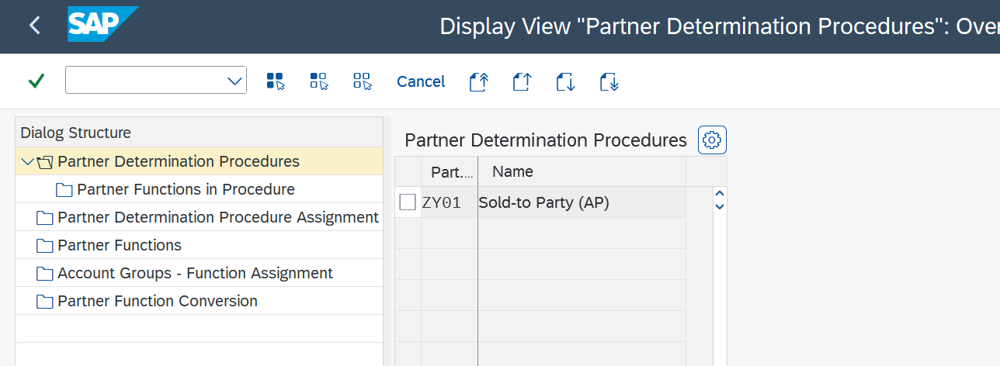 SAP
Display View "Partner Determination Procedures": Over
Cancel
Dialog Structure
Partner Determination Procedures
Partner Functions in Procedure
Partner Determination Procedure Assignment
Partner Functions
Account Groups - Function Assignment
Partner Function Conversion
Partner Determination Procedures
Part.... Name
ZY01 Sold-to Party (AP)